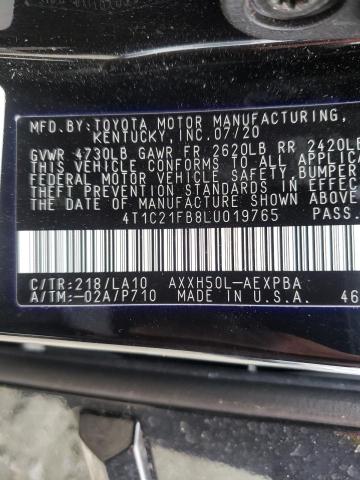 MFD.BY:TOYOTA MOTOR MANUFACTURING,
KENTUCKY, INC.07/20
GVWR 4730LB GAWR FR 2620LB RR 2420LB
THIS VEHICLE CONFORMS TO ALL APPLICA
FEDERAL MOTOR VEHICLE SAFETY, BUMPER
THEFT PREVENTION STANDARDS IN EFFEC
THE DATE OF MANUFACTURE SHOWN ABOVE
4T1C21FB8LU019765 PASS.
C/TR:218/LA10 AXXH50L-AEXPBA
A/TM:-02A/P710 MADE IN U.S.A. 46